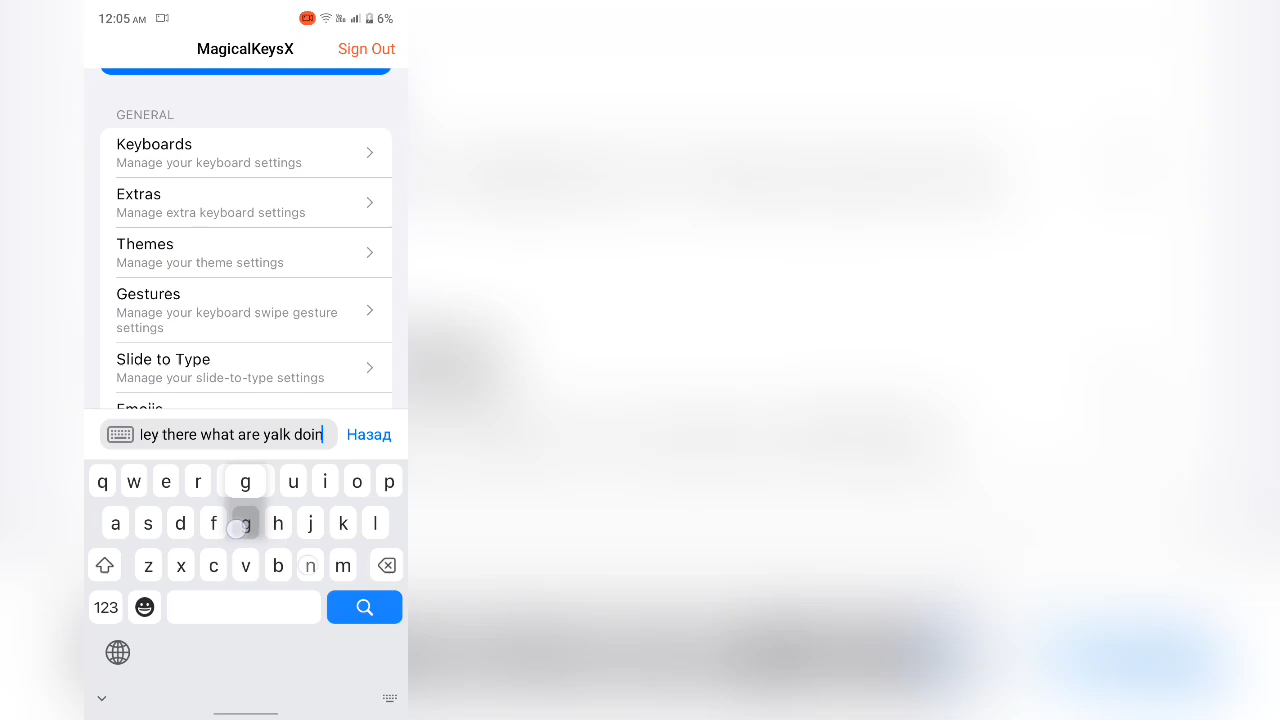 12:05 AM 6%
MagicalKeysX Sign Out
GENERAL
Keyboards
Manage your keyboard settings
Extras
Manage extra keyboard settings
Themes
Manage your theme settings
Gestures
Manage your keyboard swipe gesture
settings
Slide to Type
Manage your slide-to-type settings
Emojis
ley there what are yalk doin Назад
q w e r g u i o p
a s d f g h j k l
z x c v b n m
123